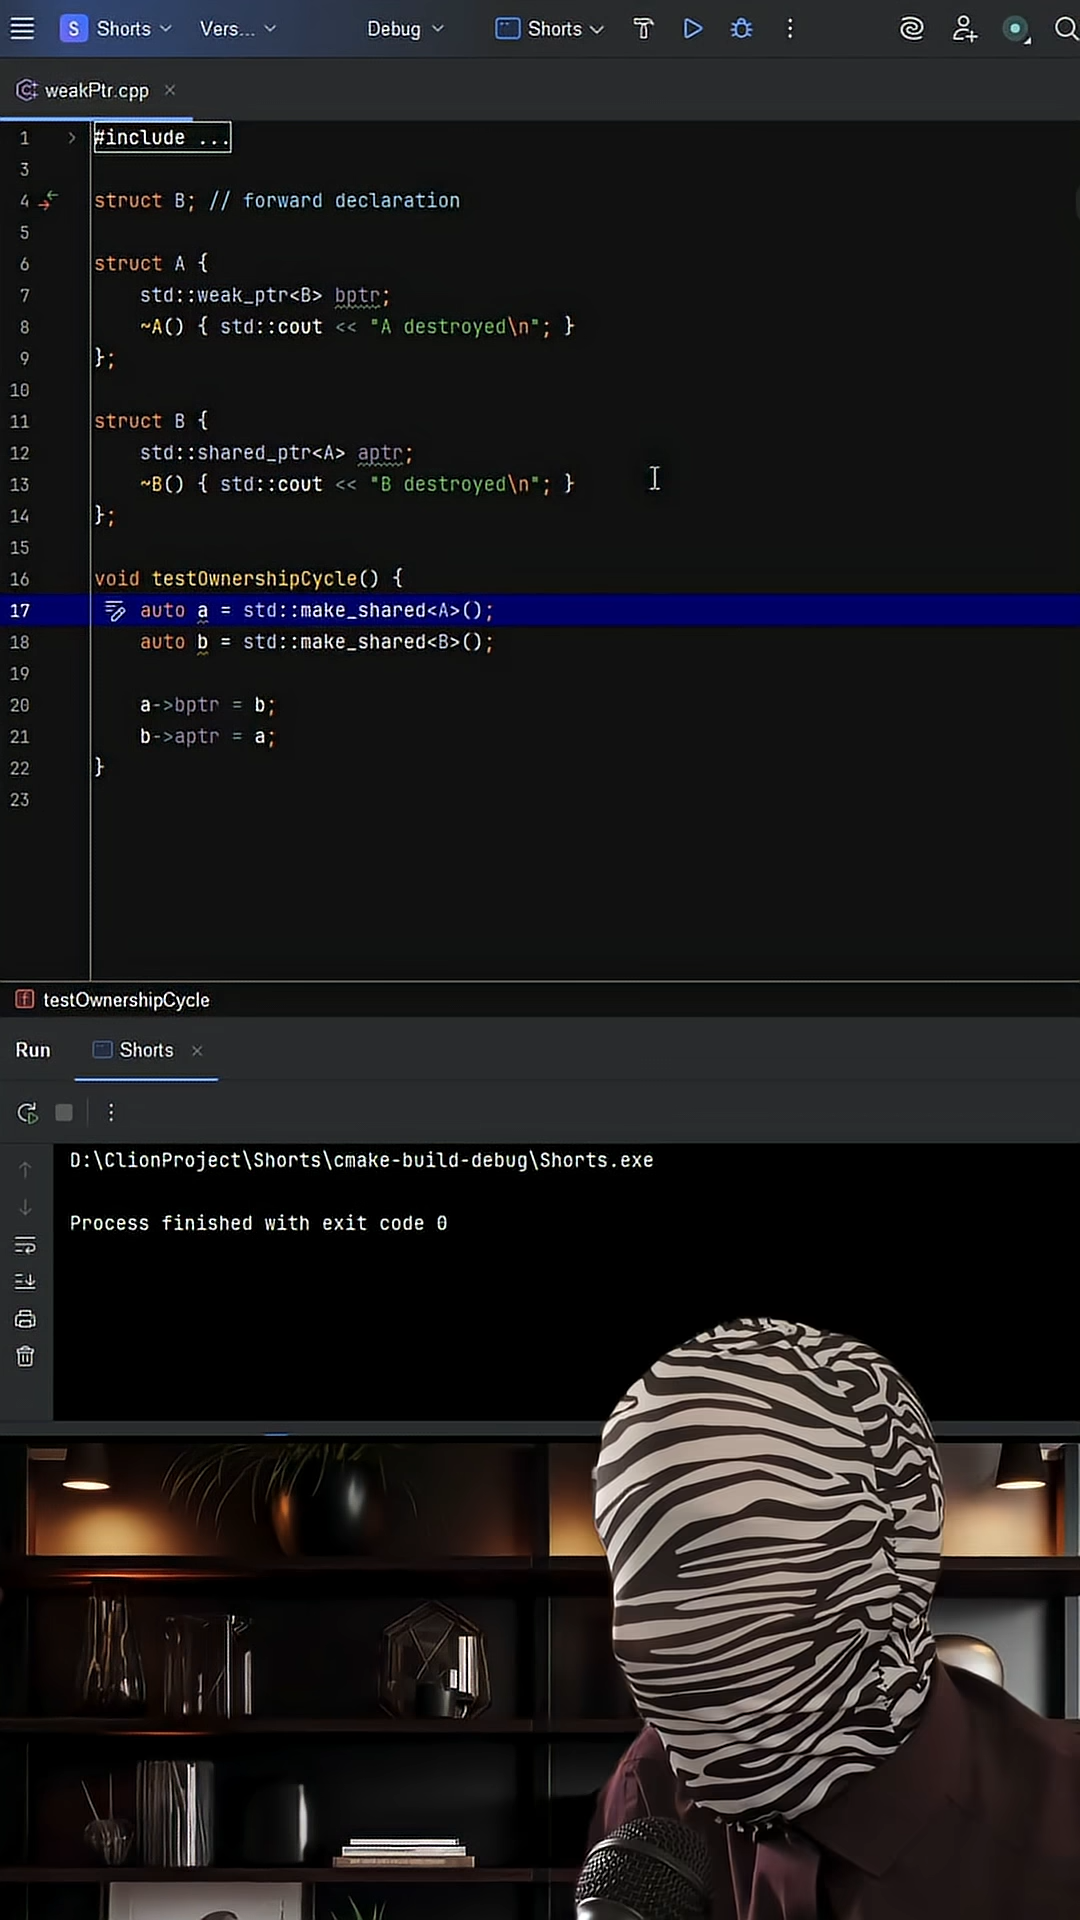 S Shorts Vers... Debug Shorts
weakPtr.cpp
1 #include ...
3
4 struct B; // forward declaration
5
6 struct A {
7 std::weak_ptr<B> bptr;
8 ~A() { std::cout << "A destroyed\n"; }
9 };
10
11 struct B {
12 std::shared_ptr<A> aptr;
13 ~B() { std::cout << "B destroyed\n"; }
14 };
15
16 void testOwnershipCycle() {
17 auto a = std::make_shared<A>();
18 auto b = std::make_shared<B>();
19
20 a->bptr = b;
21 b->aptr = a;
22 }
23
f testOwnershipCycle
Run Shorts
D:\ClionProject\Shorts\cmake-build-debug\Shorts.exe
Process finished with exit code 0